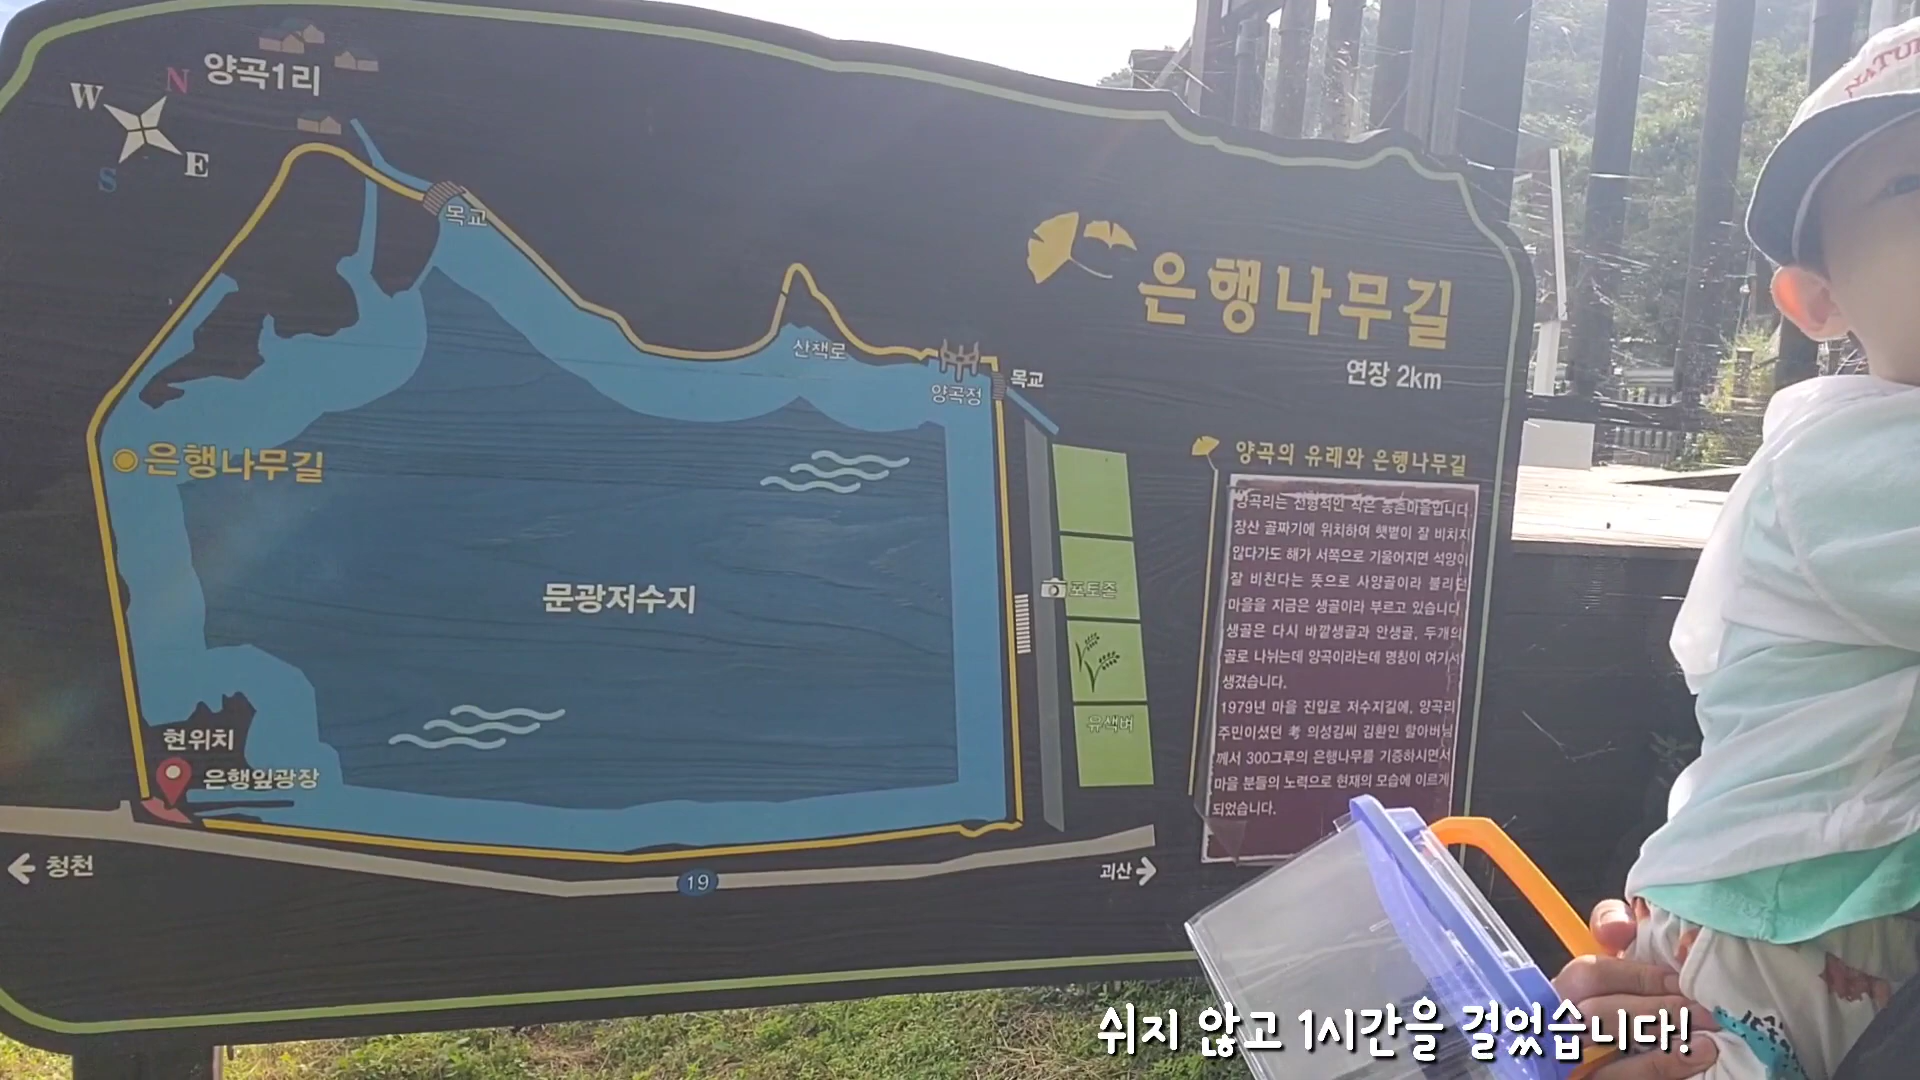 양곡1리
N
W
E
S
목교
은행나무길
연장 2km
산책로
양곡정
목교
은행나무길
양곡의 유래와 은행나무길
양곡리는 전형적인 작은 농촌마을입니다.
장산 골짜기에 위치하여 햇볕이 잘 비치지
않다가도 해가 서쪽으로 기울어지면 석양이
잘 비친다는 뜻으로 사양골이라 불리던
마을을 지금은 생골이라 부르고 있습니다.
생골은 다시 바깥생골과 안생골, 두개의
골로 나뉘는데 양곡이라는데 명칭이 여기서
생겼습니다.
1979년 마을 진입로 저수지길에, 양곡리
주민이셨던 考 의성김씨 김환인 할아버님
께서 300그루의 은행나무를 기증하시면서
마을 분들의 노력으로 현재의 모습에 이르게
되었습니다.
문광저수지
포토존
유색벼
현위치
은행잎광장
청천
19
괴산
쉬지 않고 1시간을 걸었습니다!